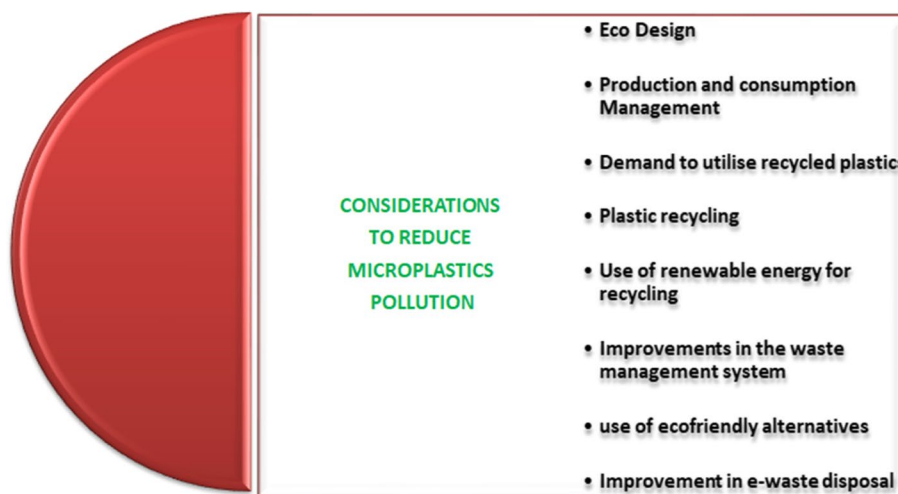 CONSIDERATIONS
TO REDUCE
MICROPLASTICS
POLLUTION
• Eco Design
• Production and consumption
Management
• Demand to utilise recycled plastics
• Plastic recycling
• Use of renewable energy for
recycling
• Improvements in the waste
management system
• use of ecofriendly alternatives
• Improvement in e-waste disposal